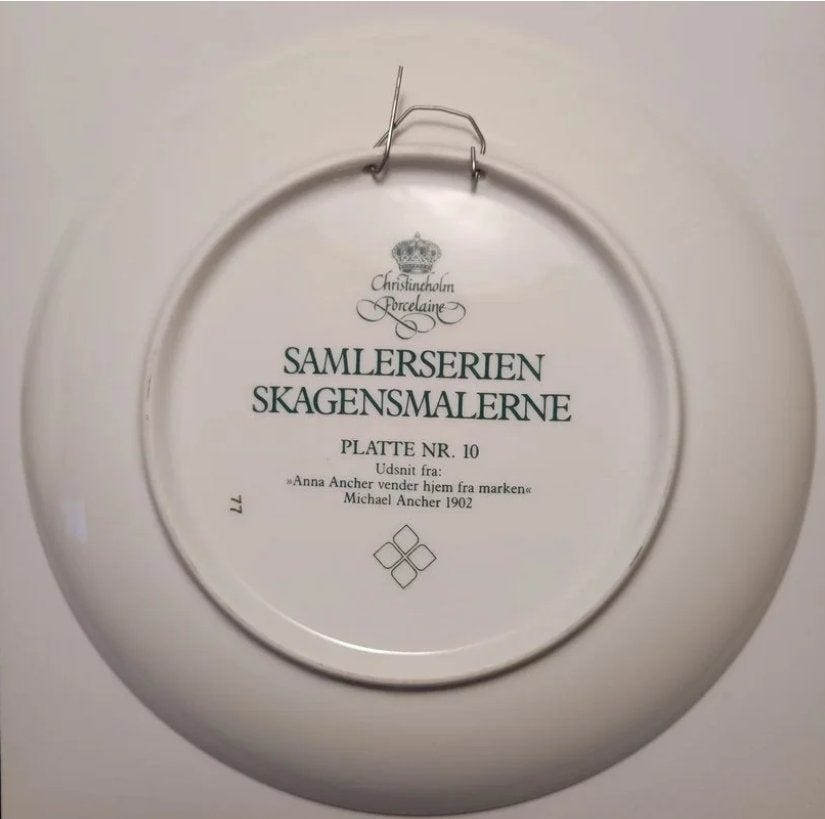 Christineholm
Porcelaine
SAMLERSERIEN
SKAGENSMALERNE
PLATTE NR. 10
Udsnit fra:
»Anna Ancher vender hjem fra marken«
Michael Ancher 1902
77